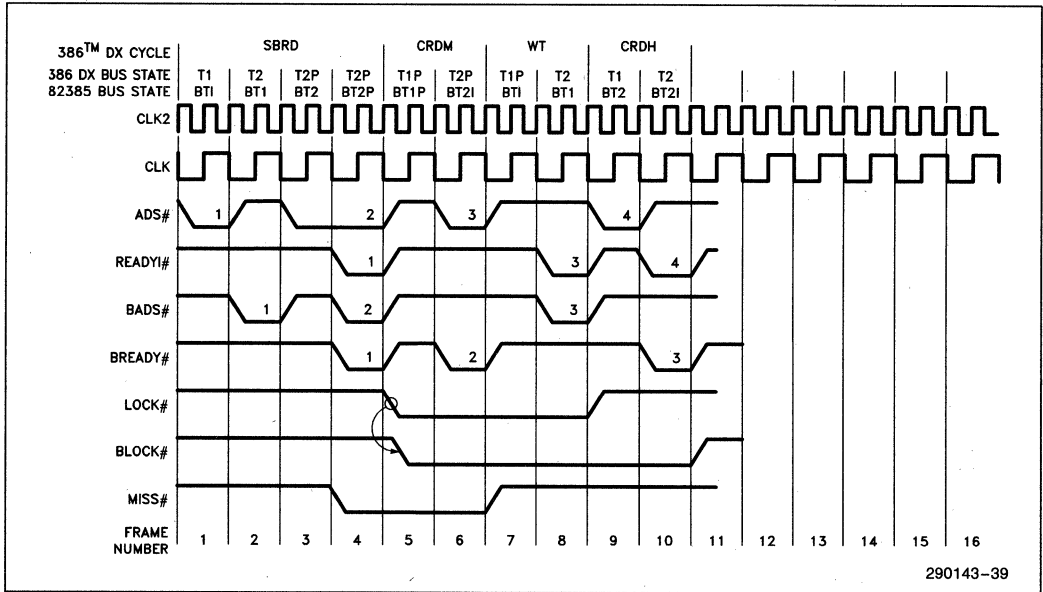 386™ DX CYCLE SBRD CRDM WT CRDH
386 DX BUS STATE T1 T2 T2P T2P T1P T2P T1P T2 T1 T2
82385 BUS STATE BTI BT1 BT2 BT2P BT1P BT2I BTI BT1 BT2 BT2I
CLK2
CLK
ADS# 1 2 3 4
READYI# 1 3 4
BADS# 1 2 3
BREADY# 1 2 3
LOCK#
BLOCK#
MISS#
FRAME NUMBER 1 2 3 4 5 6 7 8 9 10 11 12 13 14 15 16
290143-39